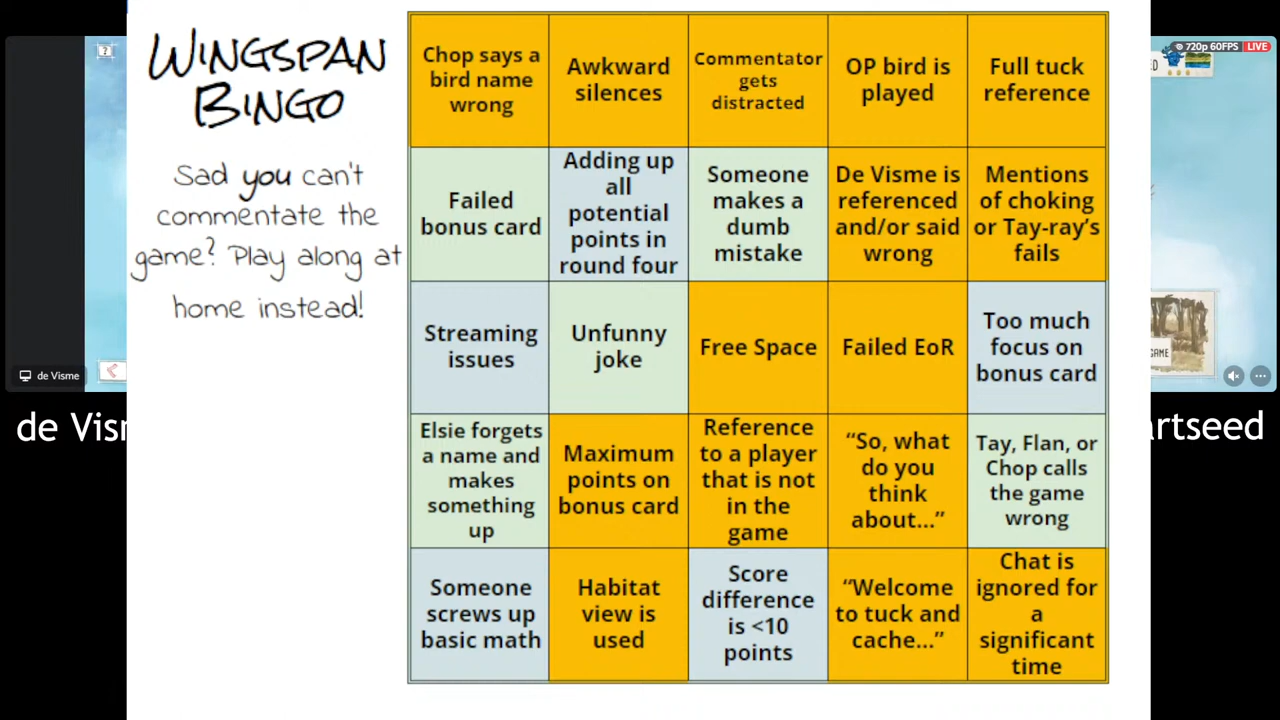 WINGSPAN
BINGO
Sad you can't
commentate the
game? Play along at
home instead!
Chop says a
bird name
wrong
Awkward
silences
Commentator
gets
distracted
OP bird is
played
Full tuck
reference
Failed
bonus card
Adding up
all
potential
points in
round four
Someone
makes a
dumb
mistake
De Visme is
referenced
and/or said
wrong
Mentions
of choking
or Tay-ray's
fails
Streaming
issues
Unfunny
joke
Free Space
Failed EoR
Too much
focus on
bonus card
Elsie forgets
a name and
makes
something
up
Maximum
points on
bonus card
Reference
to a player
that is not
in the
game
“So, what
do you
think
about...”
Tay, Flan, or
Chop calls
the game
wrong
Someone
screws up
basic math
Habitat
view is
used
Score
difference
is <10
points
“Welcome
to tuck and
cache...”
Chat is
ignored for
a
significant
time
720p 60FPS LIVE
ED
GAME
de Visme
de Vis
artseed